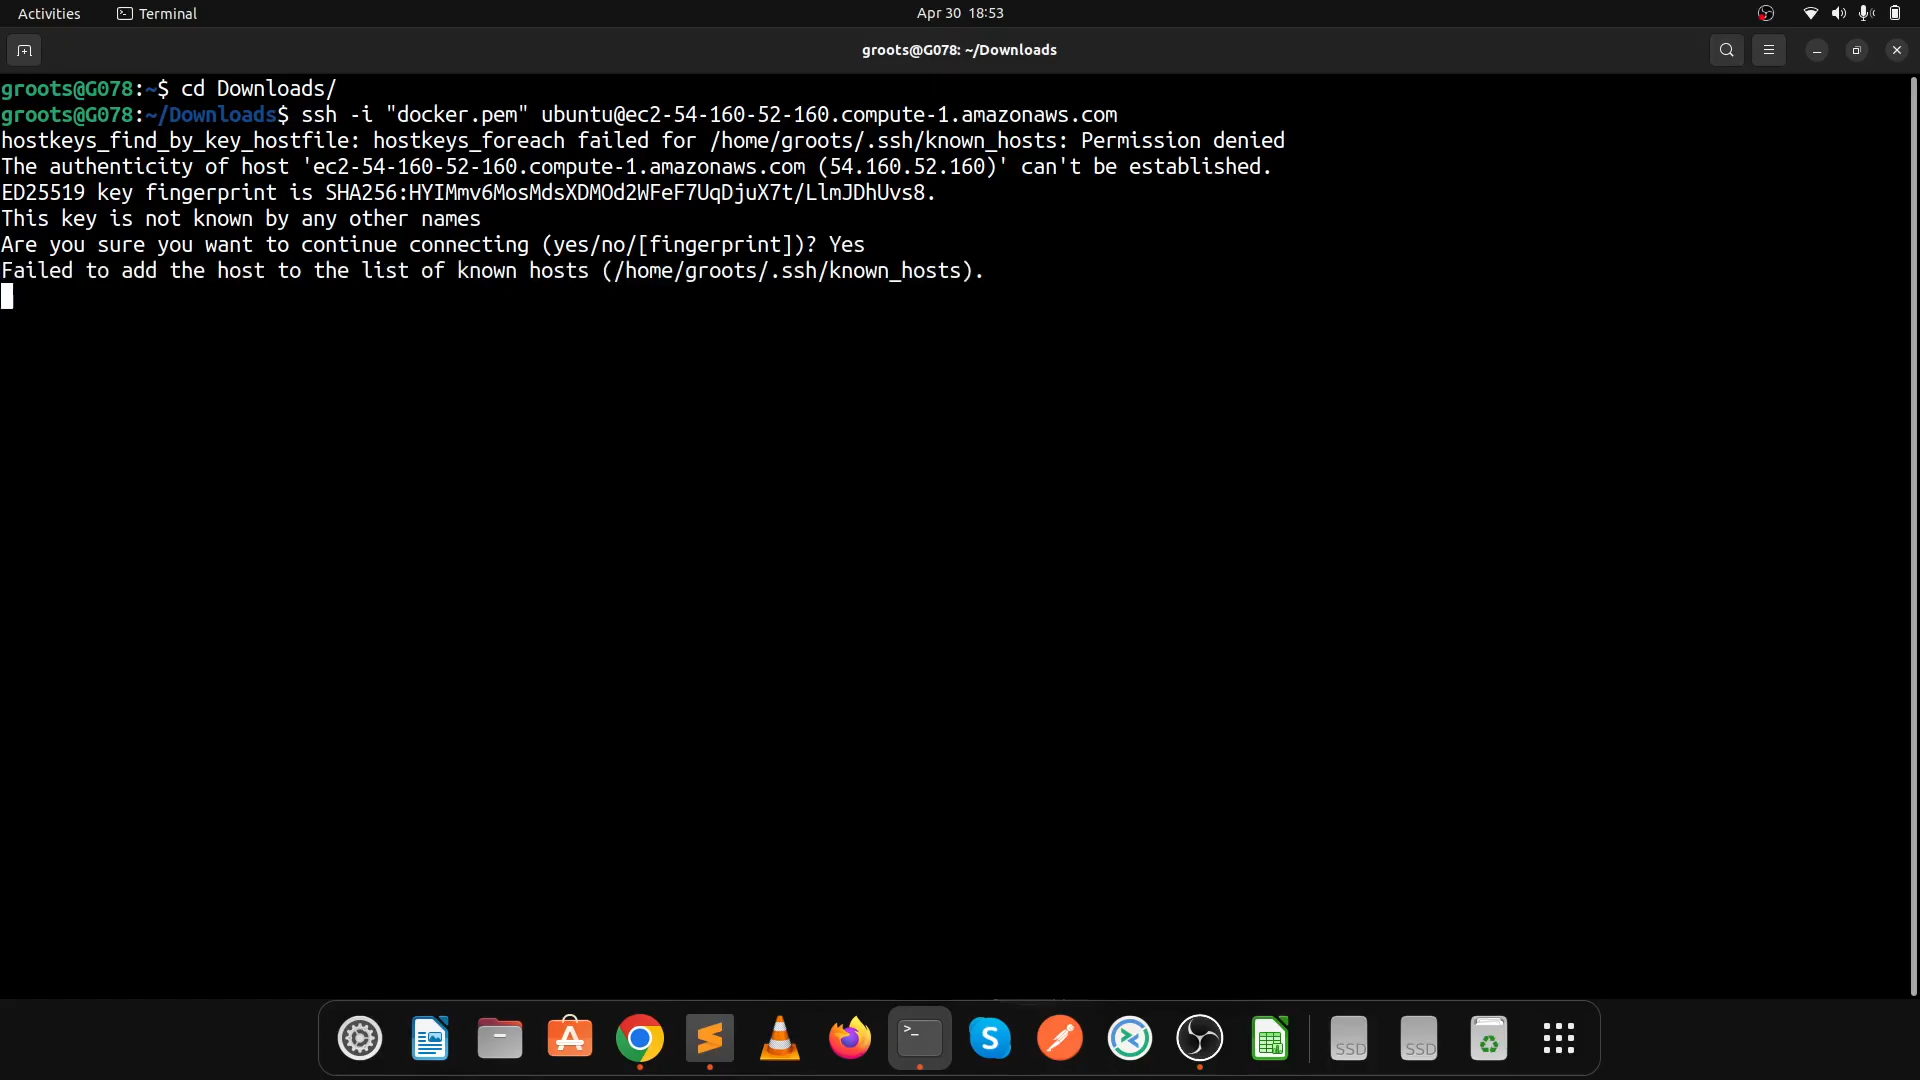 Activities
Terminal
Apr 30 18:53
groots@G078: ~/Downloads
groots@G078:~$ cd Downloads/
groots@G078:~/Downloads$ ssh -i "docker.pem" ubuntu@ec2-54-160-52-160.compute-1.amazonaws.com
hostkeys_find_by_key_hostfile: hostkeys_foreach failed for /home/groots/.ssh/known_hosts: Permission denied
The authenticity of host 'ec2-54-160-52-160.compute-1.amazonaws.com (54.160.52.160)' can't be established.
ED25519 key fingerprint is SHA256:HYIMmv6MosMdsXDMOd2WFeF7UqDjuX7t/LlmJDhUvs8.
This key is not known by any other names
Are you sure you want to continue connecting (yes/no/[fingerprint])? Yes
Failed to add the host to the list of known hosts (/home/groots/.ssh/known_hosts).
SSD
SSD